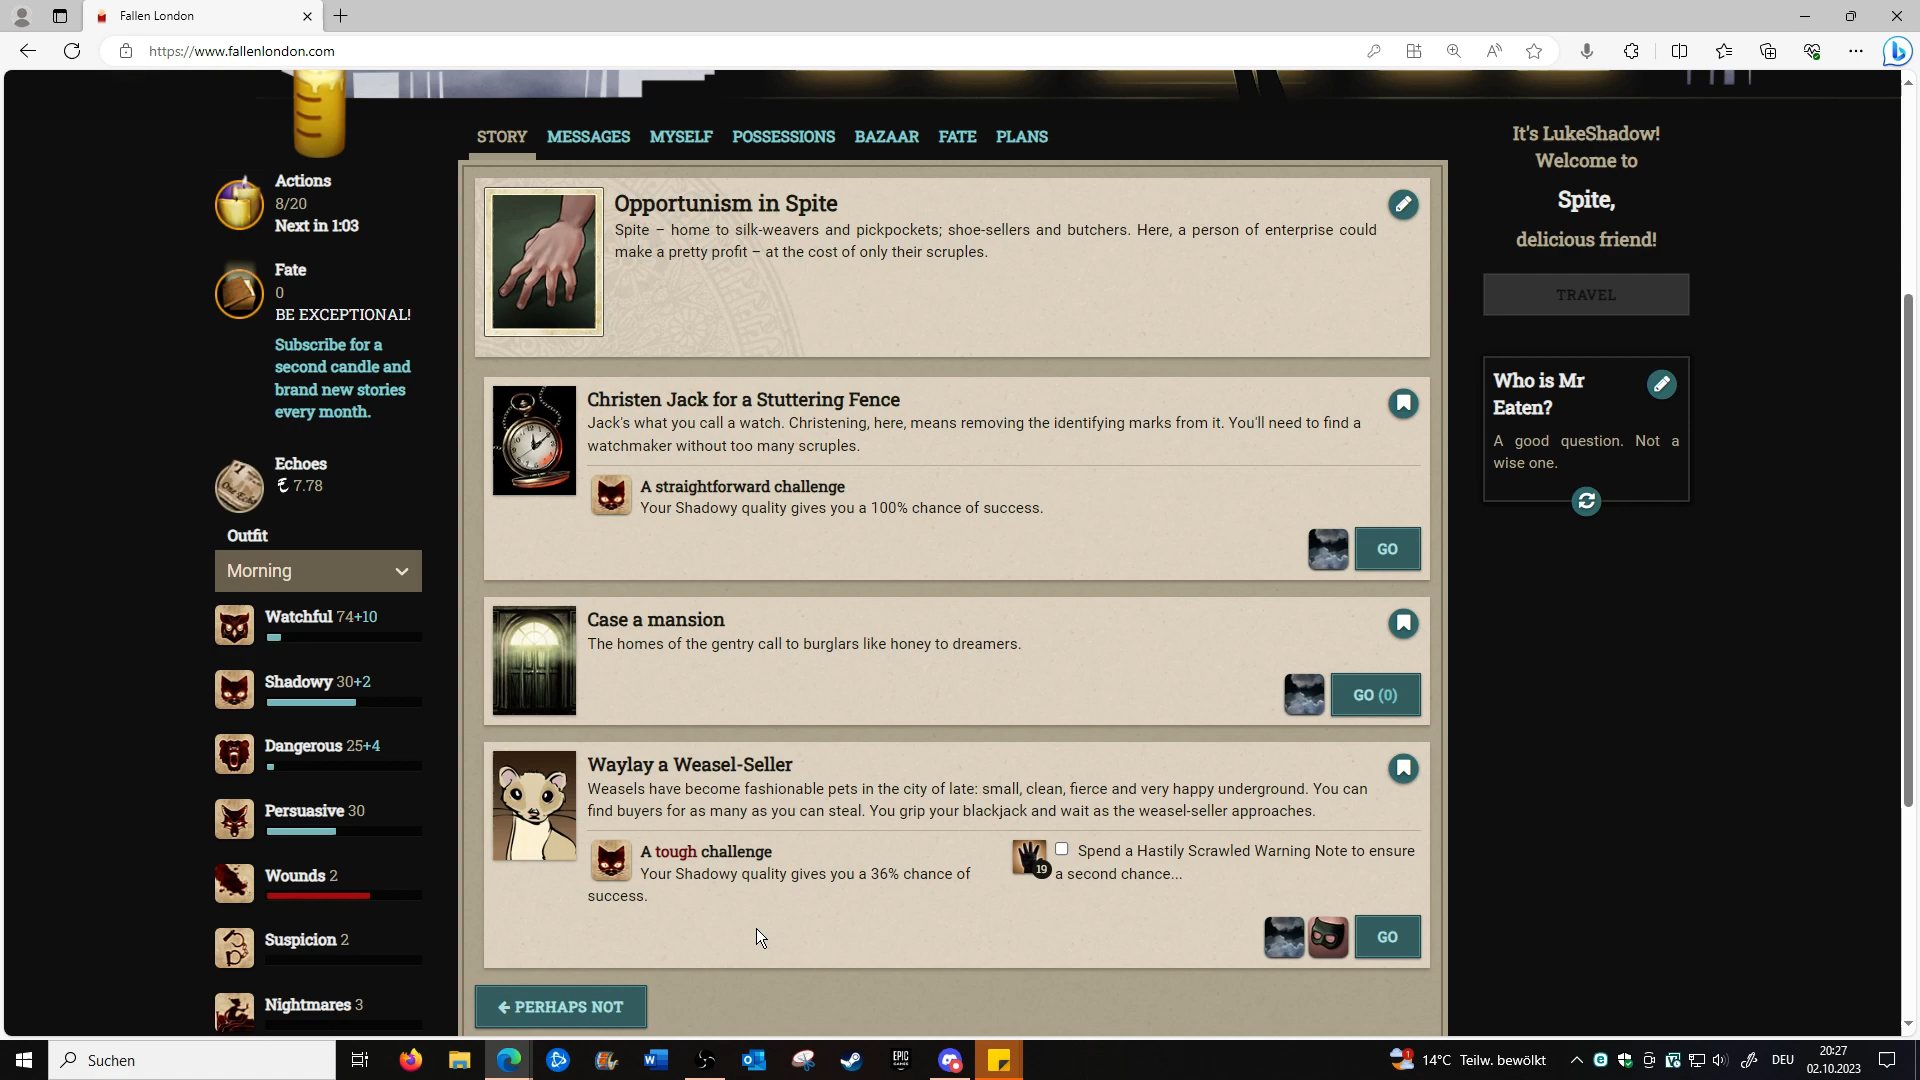 Fallen London
https://www.fallenlondon.com
STORY
MESSAGES
MYSELF
POSSESSIONS
BAZAAR
FATE
PLANS
Actions
8/20
Next in 1:03
Fate
0
BE EXCEPTIONAL!
Subscribe for a
second candle and
brand new stories
every month.
Echoes
7.78
Outfit
Morning
Watchful 74+10
Shadowy 30+2
Dangerous 25+4
Persuasive 30
Wounds 2
Suspicion 2
Nightmares 3
Opportunism in Spite
Spite – home to silk-weavers and pickpockets; shoe-sellers and butchers. Here, a person of enterprise could
make a pretty profit – at the cost of only their scruples.
Christen Jack for a Stuttering Fence
Jack's what you call a watch. Christening, here, means removing the identifying marks from it. You'll need to find a
watchmaker without too many scruples.
A straightforward challenge
Your Shadowy quality gives you a 100% chance of success.
GO
Case a mansion
The homes of the gentry call to burglars like honey to dreamers.
GO (0)
Waylay a Weasel-Seller
Weasels have become fashionable pets in the city of late: small, clean, fierce and very happy underground. You can
find buyers for as many as you can steal. You grip your blackjack and wait as the weasel-seller approaches.
A tough challenge
Your Shadowy quality gives you a 36% chance of
success.
19
Spend a Hastily Scrawled Warning Note to ensure
a second chance...
GO
PERHAPS NOT
It's LukeShadow!
Welcome to
Spite,
delicious friend!
TRAVEL
Who is Mr
Eaten?
A good question. Not a
wise one.
Suchen
EPIC
GAMES
14°C Teilw. bewölkt
DEU
20:27
02.10.2023